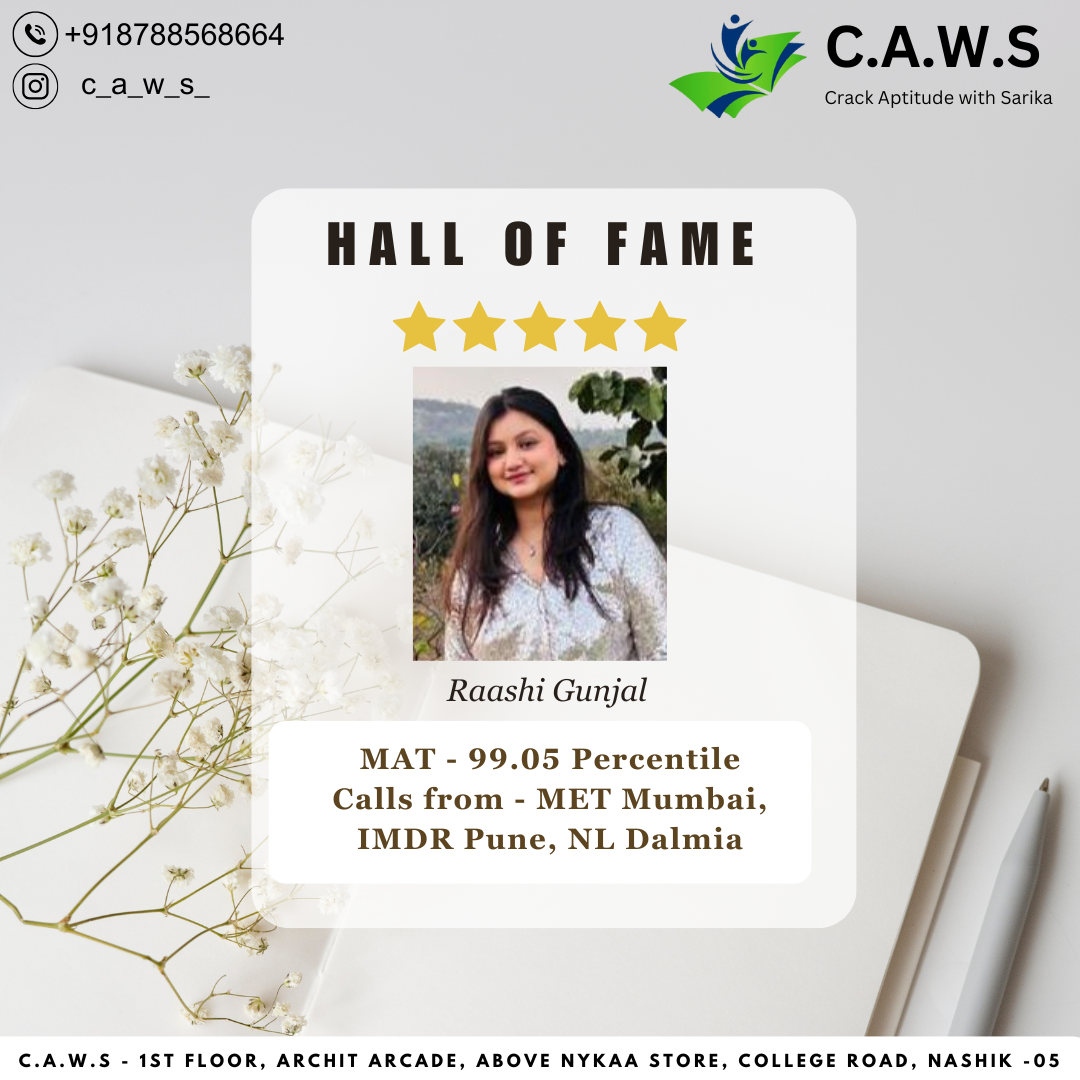 +918788568664
c_a_w_s_
C.A.W.S
Crack Aptitude with Sarika
HALL OF FAME
Raashi Gunjal
MAT - 99.05 Percentile
Calls from - MET Mumbai,
IMDR Pune, NL Dalmia
C.A.W.S - 1ST FLOOR, ARCHIT ARCADE, ABOVE NYKAA STORE, COLLEGE ROAD, NASHIK -05